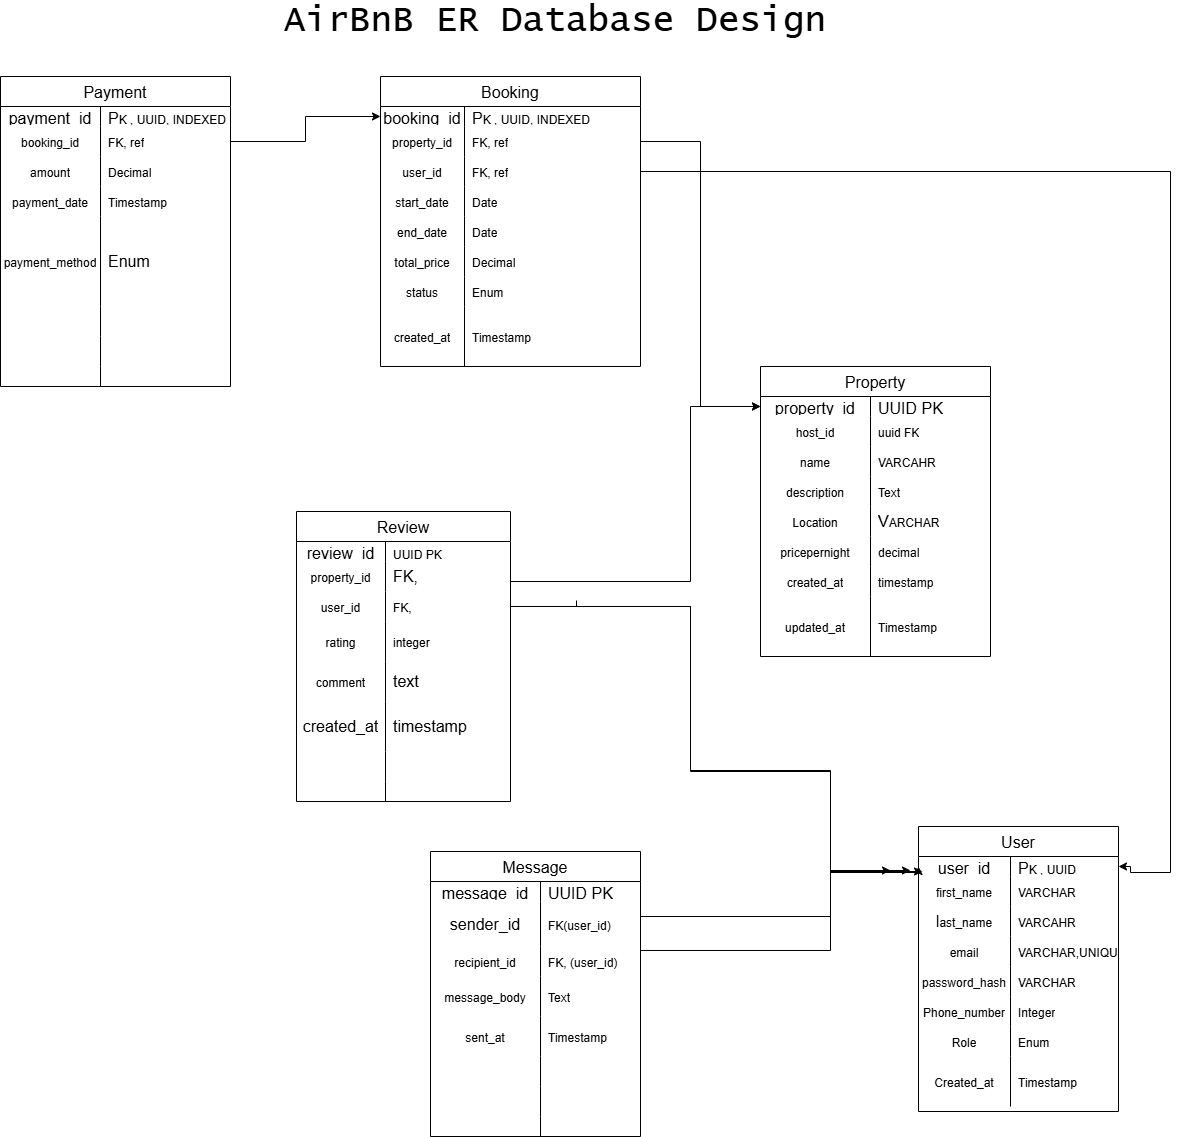 AirBnB ER Database Design
Payment
payment_id PK , UUID, INDEXED
booking_id FK, ref
amount Decimal
payment_date Timestamp
payment_method Enum
Booking
booking_id PK , UUID, INDEXED
property_id FK, ref
user_id FK, ref
start_date Date
end_date Date
total_price Decimal
status Enum
created_at Timestamp
Property
property_id UUID PK
host_id uuid FK
name VARCAHR
description Text
Location VARCHAR
pricepernight decimal
created_at timestamp
updated_at Timestamp
Review
review_id UUID PK
property_id FK,
user_id FK,
rating integer
comment text
created_at timestamp
Message
message_id UUID PK
sender_id FK(user_id)
recipient_id FK, (user_id)
message_body Text
sent_at Timestamp
User
user_id PK , UUID
first_name VARCHAR
last_name VARCAHR
email VARCHAR,UNIQU
password_hash VARCHAR
Phone_number Integer
Role Enum
Created_at Timestamp